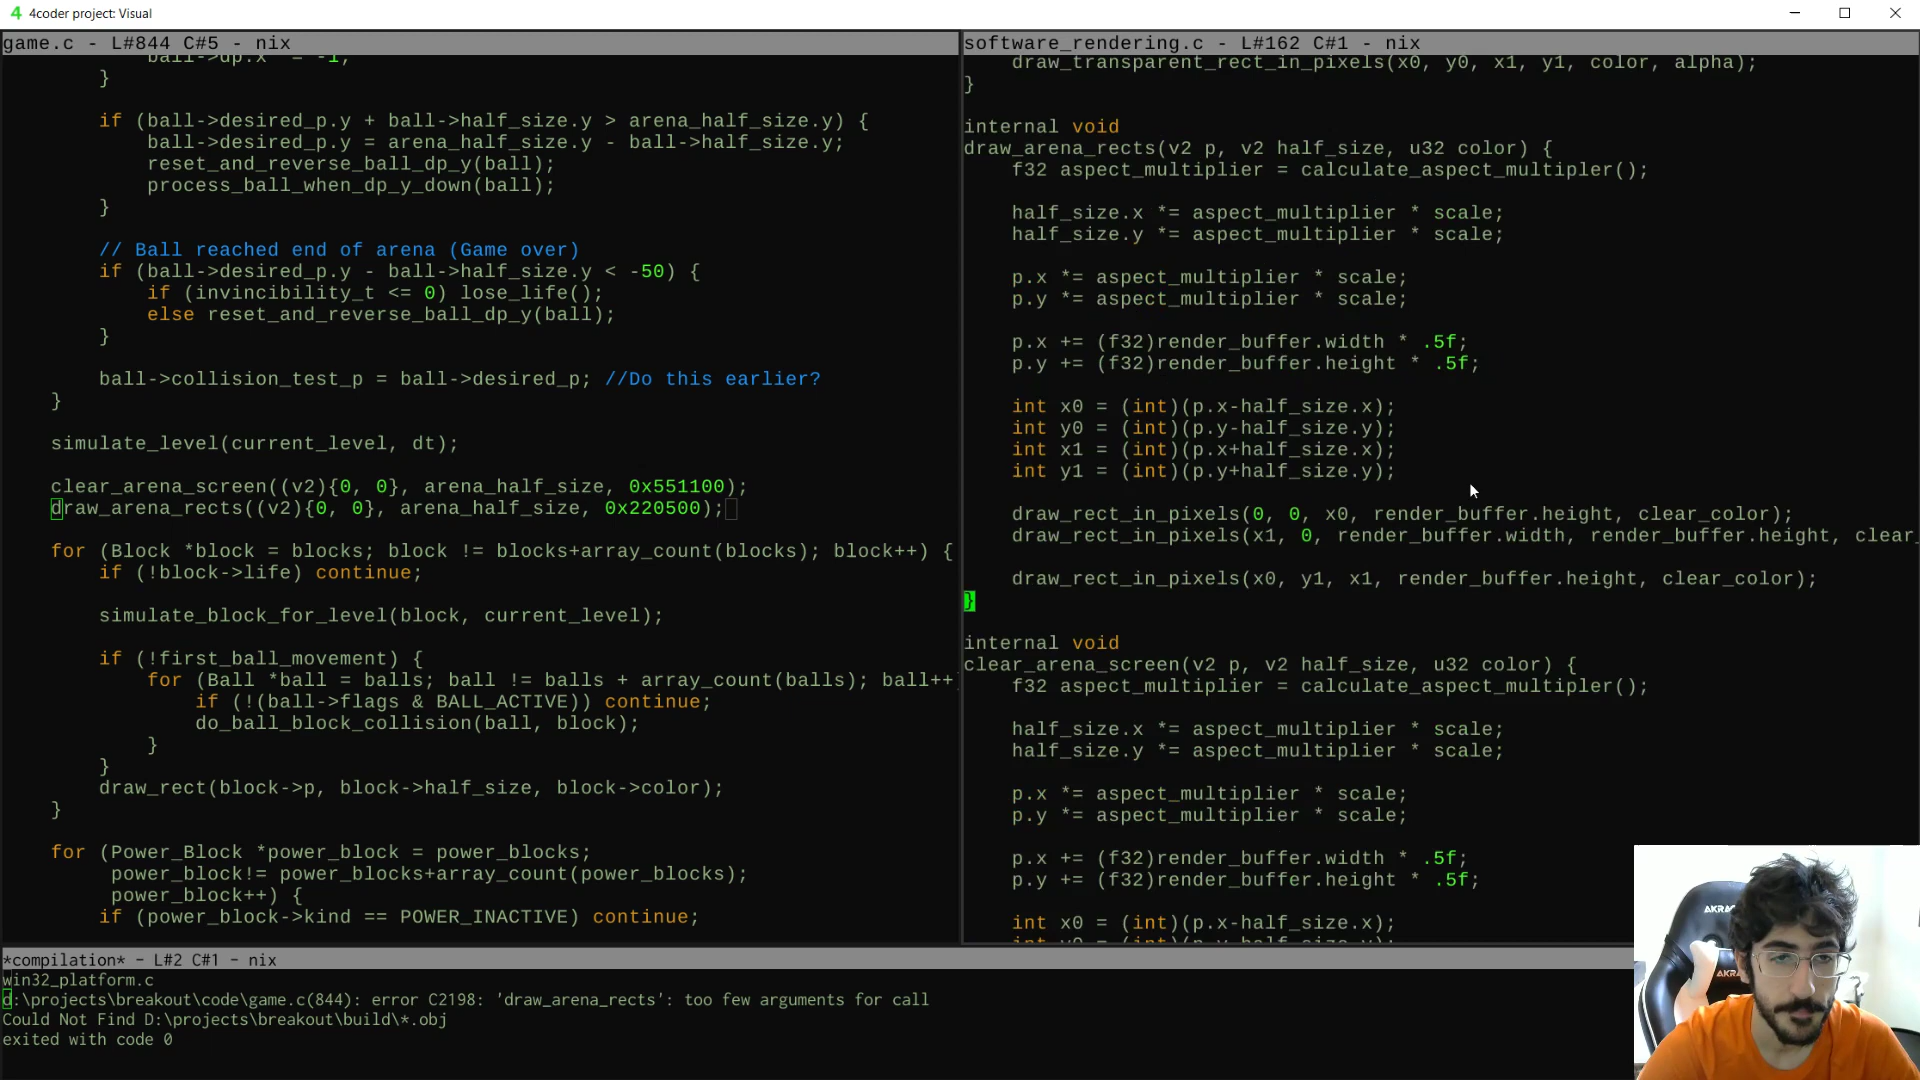 4 4coder project: Visual
game.c - L#844 C#5 - nix
ball->dp.x *= -1;
}
if (ball->desired_p.y + ball->half_size.y > arena_half_size.y) {
ball->desired_p.y = arena_half_size.y - ball->half_size.y;
reset_and_reverse_ball_dp_y(ball);
process_ball_when_dp_y_down(ball);
}
// Ball reached end of arena (Game over)
if (ball->desired_p.y - ball->half_size.y < -50) {
if (invincibility_t <= 0) lose_life();
else reset_and_reverse_ball_dp_y(ball);
}
ball->collision_test_p = ball->desired_p; //Do this earlier?
}
simulate_level(current_level, dt);
clear_arena_screen((v2){0, 0}, arena_half_size, 0x551100);
draw_arena_rects((v2){0, 0}, arena_half_size, 0x220500);
for (Block *block = blocks; block != blocks+array_count(blocks); block++) {
if (!block->life) continue;
simulate_block_for_level(block, current_level);
if (!first_ball_movement) {
for (Ball *ball = balls; ball != balls + array_count(balls); ball++)
if (!(ball->flags & BALL_ACTIVE)) continue;
do_ball_block_collision(ball, block);
}
}
draw_rect(block->p, block->half_size, block->color);
}
for (Power_Block *power_block = power_blocks;
power_block!= power_blocks+array_count(power_blocks);
power_block++) {
if (power_block->kind == POWER_INACTIVE) continue;
software_rendering.c - L#162 C#1 - nix
draw_transparent_rect_in_pixels(x0, y0, x1, y1, color, alpha);
}
internal void
draw_arena_rects(v2 p, v2 half_size, u32 color) {
f32 aspect_multiplier = calculate_aspect_multipler();
half_size.x *= aspect_multiplier * scale;
half_size.y *= aspect_multiplier * scale;
p.x *= aspect_multiplier * scale;
p.y *= aspect_multiplier * scale;
p.x += (f32)render_buffer.width * .5f;
p.y += (f32)render_buffer.height * .5f;
int x0 = (int)(p.x-half_size.x);
int y0 = (int)(p.y-half_size.y);
int x1 = (int)(p.x+half_size.x);
int y1 = (int)(p.y+half_size.y);
draw_rect_in_pixels(0, 0, x0, render_buffer.height, clear_color);
draw_rect_in_pixels(x1, 0, render_buffer.width, render_buffer.height, clear_
draw_rect_in_pixels(x0, y1, x1, render_buffer.height, clear_color);
}
internal void
clear_arena_screen(v2 p, v2 half_size, u32 color) {
f32 aspect_multiplier = calculate_aspect_multipler();
half_size.x *= aspect_multiplier * scale;
half_size.y *= aspect_multiplier * scale;
p.x *= aspect_multiplier * scale;
p.y *= aspect_multiplier * scale;
p.x += (f32)render_buffer.width * .5f;
p.y += (f32)render_buffer.height * .5f;
int x0 = (int)(p.x-half_size.x);
int y0 = (int)(p.y-half_size.y);
*compilation* - L#2 C#1 - nix
win32_platform.c
d:\projects\breakout\code\game.c(844): error C2198: 'draw_arena_rects': too few arguments for call
Could Not Find D:\projects\breakout\build\*.obj
exited with code 0